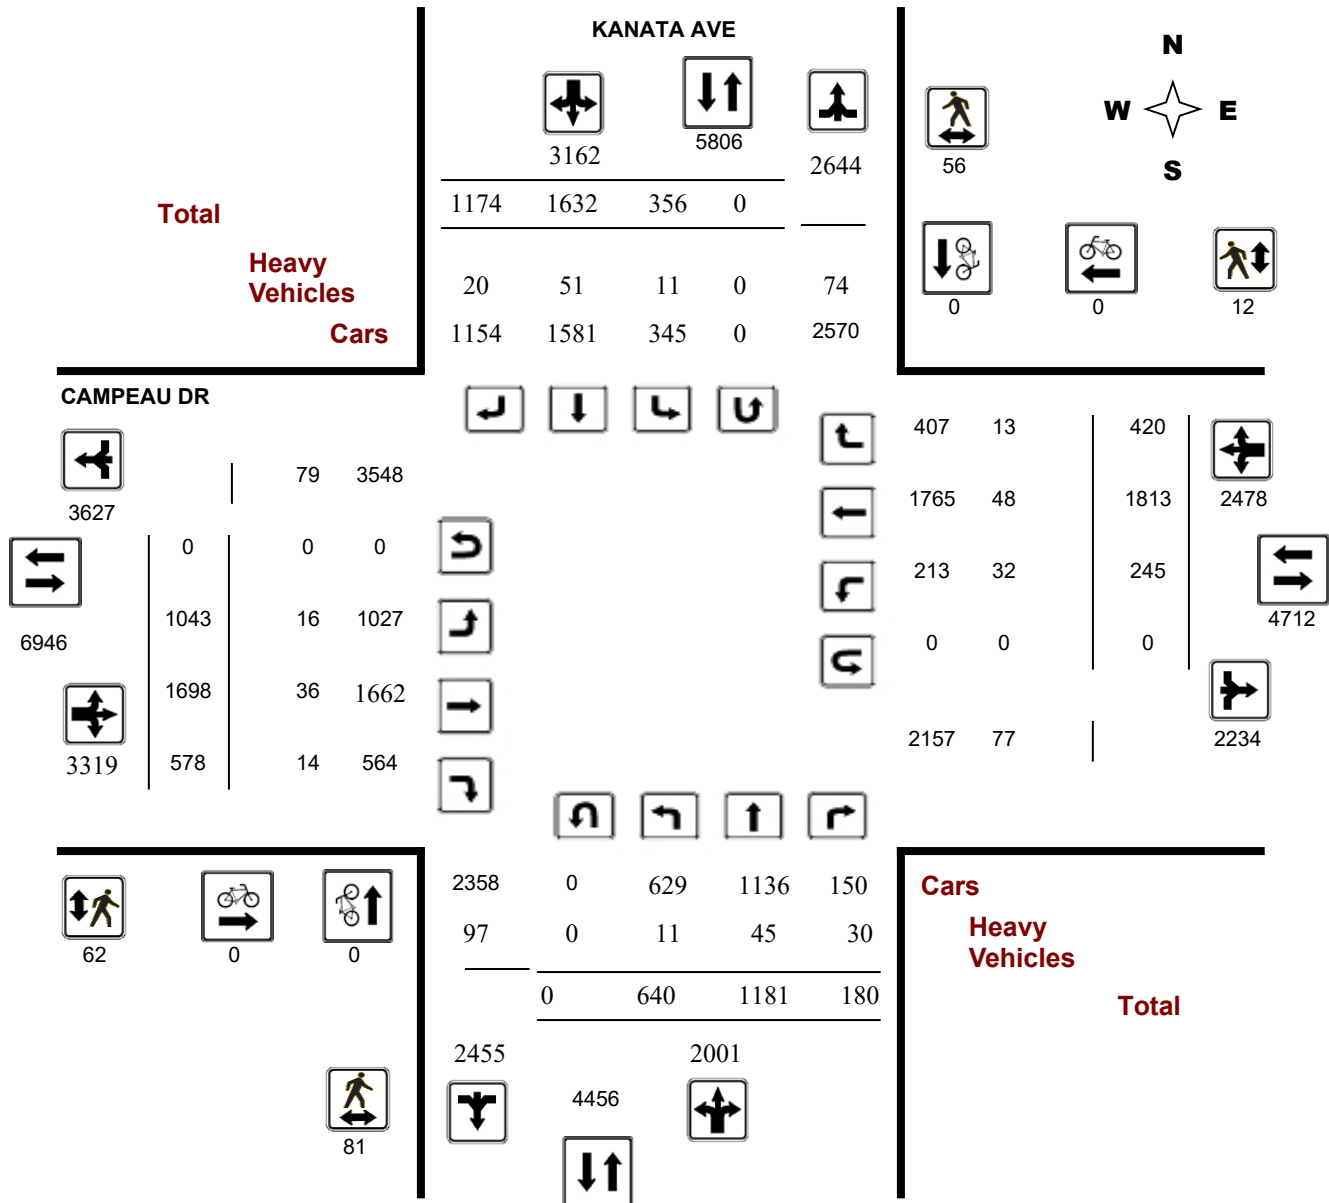 KANATA AVE
N
W E
S
3162
5806
2644
56
1174 1632 356 0
Total
Heavy
Vehicles
20 51 11 0 74
Cars
1154 1581 345 0 2570
0 0 12
CAMPEAU DR
407 13 420
79 3548
3627
1765 48 1813 2478
0 0 0
213 32 245
4712
1043 16 1027
6946
0 0 0
1698 36 1662
2157 77 2234
3319 578 14 564
2358 0 629 1136 150
Cars
97 0 11 45 30
Heavy
Vehicles
62 0 0
0 640 1181 180
Total
2455
2001
4456
81